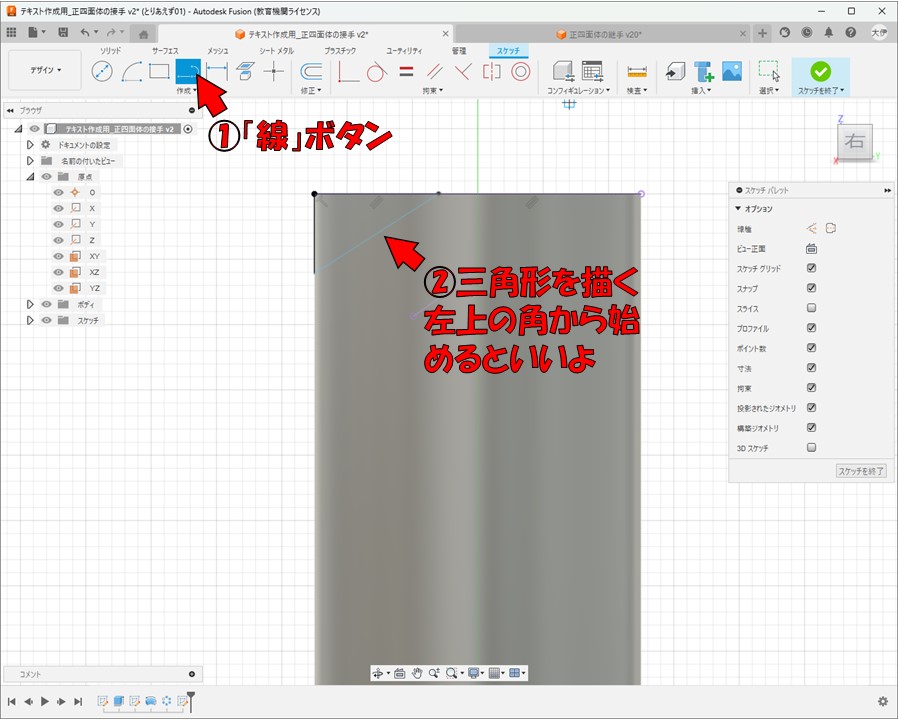 テキスト作成用_正四面体の接手 v2* (とりあえず01) - Autodesk Fusion (教育機関ライセンス)
テキスト作成用_正四面体の接手 v2*
正四面体の継手 v20*
大伊
ソリッド サーフェス メッシュ シート メタル プラスチック ユーティリティ 管理 スケッチ
デザイン
作成 修正 拘束 コンフィギュレーション 検査 挿入 選択 スケッチを終了
①「線」ボタン
ブラウザ
テキスト作成用_正四面体の接手 v2
ドキュメントの設定
名前の付いたビュー
原点
O
X
Y
Z
XY
XZ
YZ
ボディ
スケッチ
Z
右
X
Y
②三角形を描く
左上の角から始
めるといいよ
スケッチ パレット
オプション
線種
ビュー正面
スケッチ グリッド
スナップ
スライス
プロファイル
ポイント数
寸法
拘束
投影されたジオメトリ
構築ジオメトリ
3D スケッチ
スケッチを終了
コメント